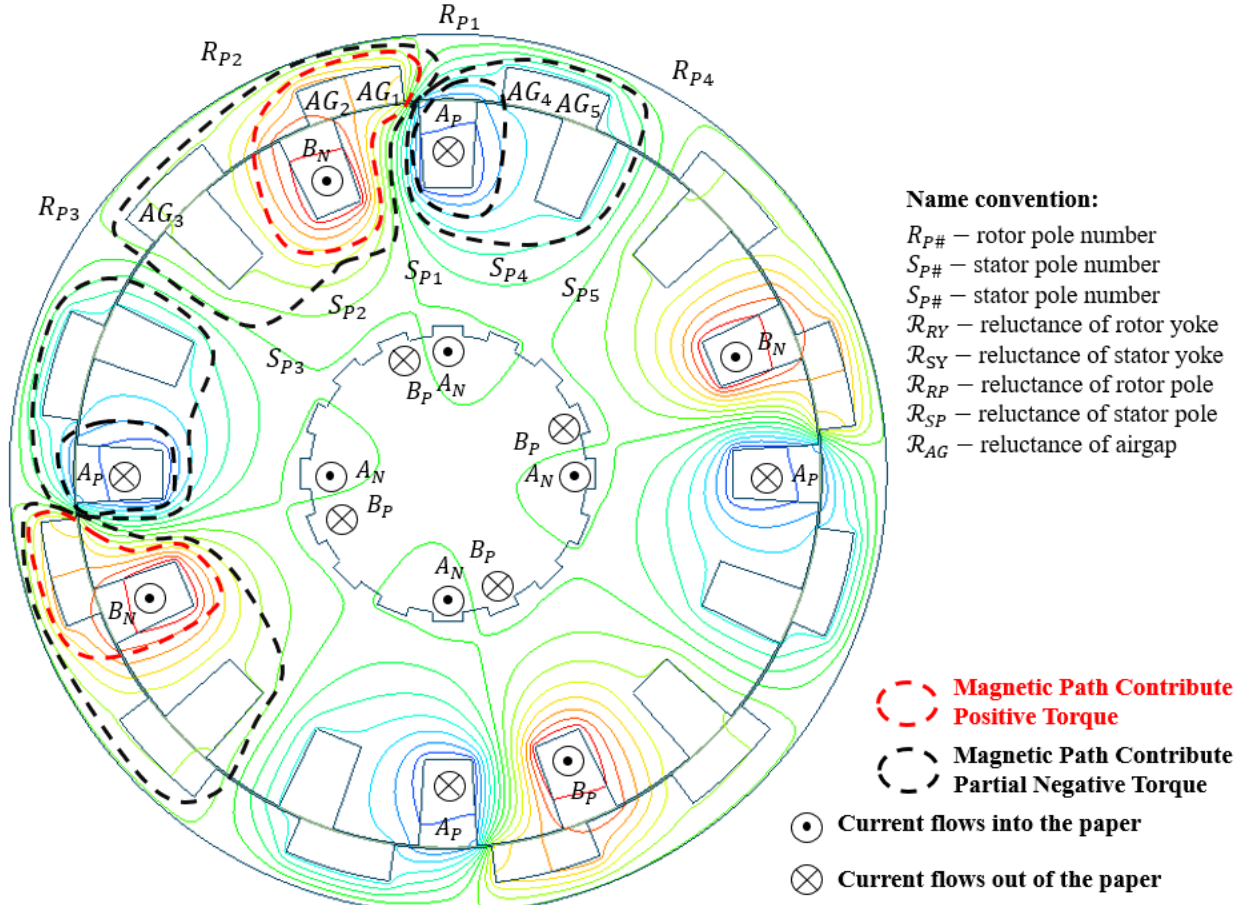 R_{P1}
R_{P2}
R_{P4}
R_{P3}
AG_2 AG_1
A_P
AG_4 AG_5
B_N
AG_3
S_{P1} S_{P4}
S_{P5}
S_{P2}
S_{P3}
B_N
B_P A_N
B_P
A_P
A_N
A_N
A_P
B_P
B_N
A_N B_P
B_P
A_P
Name convention:
R_{P#} − rotor pole number
S_{P#} − stator pole number
S_{P#} − stator pole number
ℛ_{RY} − reluctance of rotor yoke
ℛ_{SY} − reluctance of stator yoke
ℛ_{RP} − reluctance of rotor pole
ℛ_{SP} − reluctance of stator pole
ℛ_{AG} − reluctance of airgap
Magnetic Path Contribute
Positive Torque
Magnetic Path Contribute
Partial Negative Torque
Current flows into the paper
Current flows out of the paper